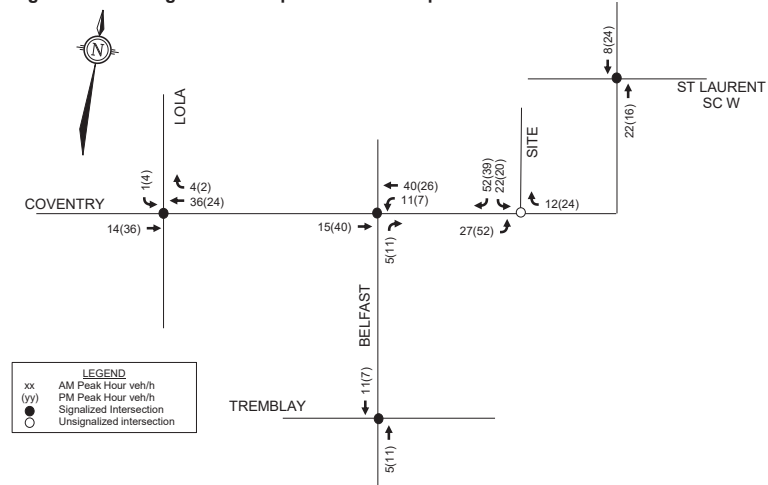 8(24)
N
ST LAURENT
SC W
22(16)
LOLA
SITE
1(4)
4(2)
36(24)
40(26)
11(7)
52(39)
22(20)
12(24)
COVENTRY
14(36)
15(40)
5(11)
27(52)
BELFAST
LEGEND
xx AM Peak Hour veh/h
(yy) PM Peak Hour veh/h
Signalized Intersection
Unsignalized intersection
11(7)
TREMBLAY
5(11)